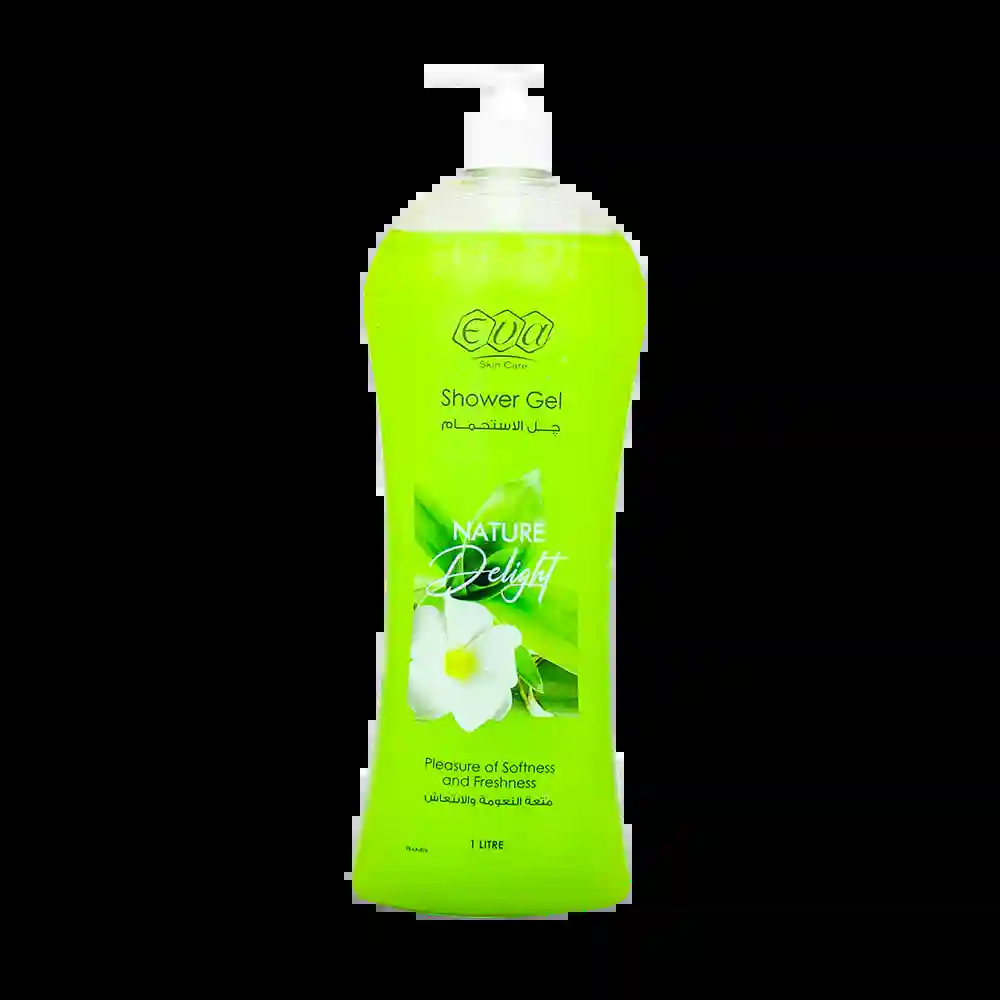 Eva
Skin Care
Shower Gel
جل الاستحمام
NATURE
Delight
Pleasure of Softness
and Freshness
متعة النعومة والانتعاش
1 LITRE